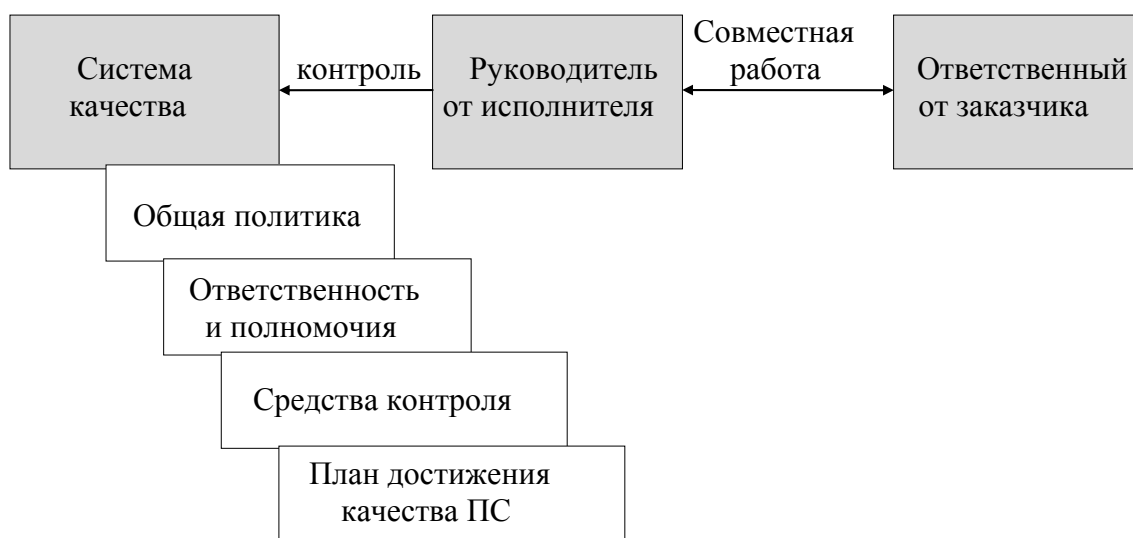 Система
качества
контроль
Руководитель
от исполнителя
Совместная
работа
Ответственный
от заказчика
Общая политика
Ответственность
и полномочия
Средства контроля
План достижения
качества ПС